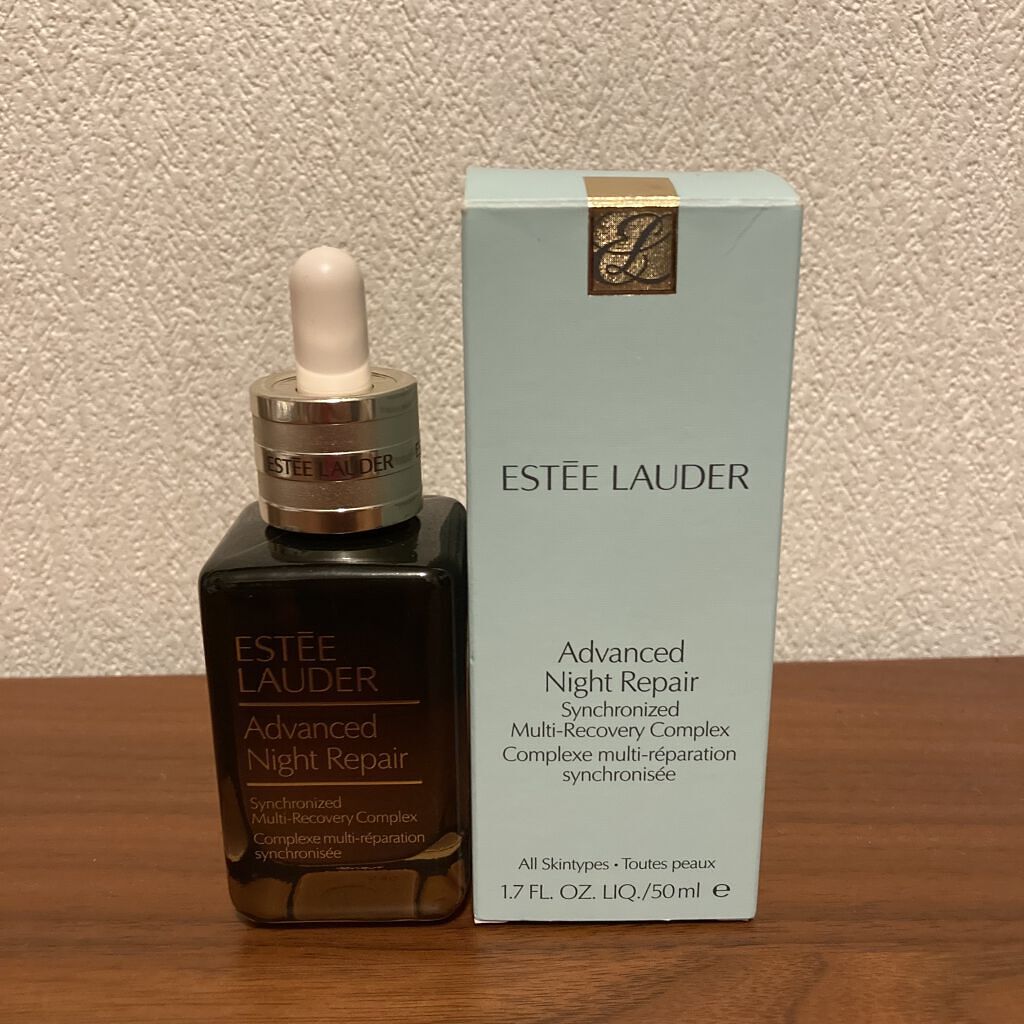 ESTĒE LAUDER
ESTĒE
LAUDER
Advanced
Night Repair
Synchronized
Multi-Recovery Complex
Complexe multi-réparation
synchronisée
EL
ESTĒE LAUDER
Advanced
Night Repair
Synchronized
Multi-Recovery Complex
Complexe multi-réparation
synchronisée
All Skintypes • Toutes peaux
1.7 FL. OZ. LIQ./50 ml ℮